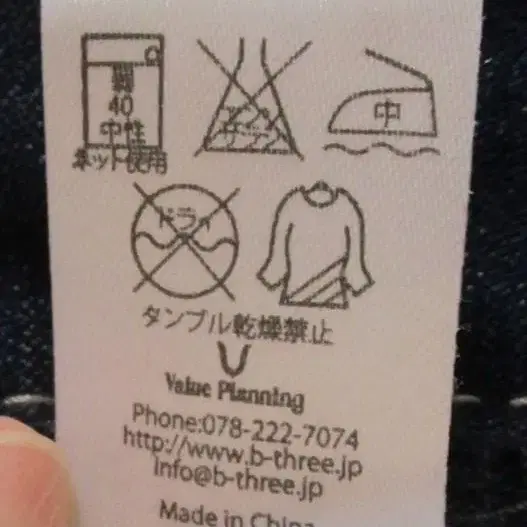 弱
40
中性
ネット使用
エンソ
サラシ
中
ドライ
タンブル乾燥禁止
Value Planning
Phone:078-222-7074
http://www.b-three.jp
info@b-three.jp
Made in China